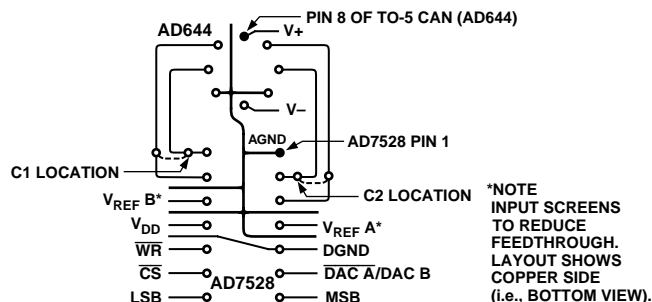 PIN 8 OF TO-5 CAN (AD644)
AD644
V+
V–
AGND
AD7528 PIN 1
C1 LOCATION
C2 LOCATION
VREF B*
VDD
VREF A*
WR
DGND
CS
AD7528
DAC A/DAC B
LSB
MSB
*NOTE
INPUT SCREENS
TO REDUCE
FEEDTHROUGH.
LAYOUT SHOWS
COPPER SIDE
(i.e., BOTTOM VIEW).